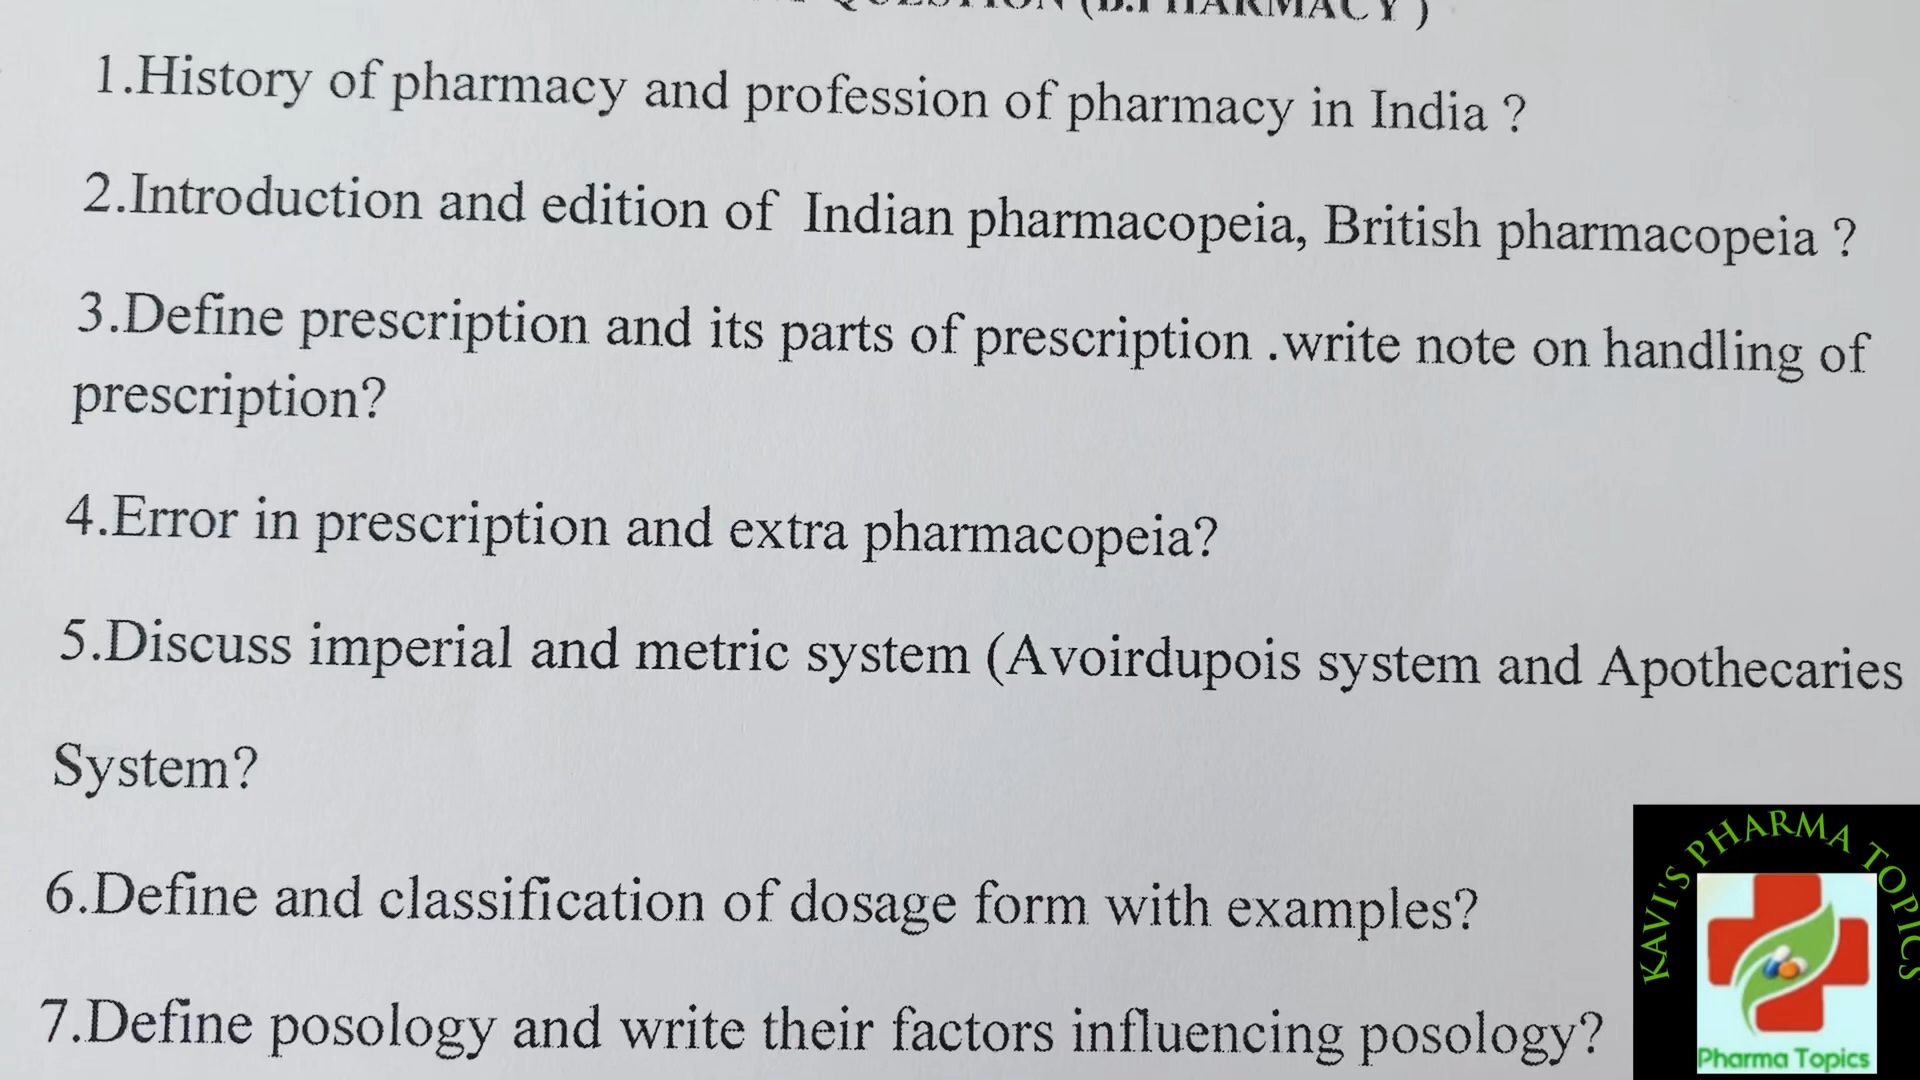 QUESTION (B.PHARMACY )
1.History of pharmacy and profession of pharmacy in India ?
2.Introduction and edition of Indian pharmacopeia, British pharmacopeia ?
3.Define prescription and its parts of prescription .write note on handling of
prescription?
4.Error in prescription and extra pharmacopeia?
5.Discuss imperial and metric system (Avoirdupois system and Apothecaries
System?
6.Define and classification of dosage form with examples?
7.Define posology and write their factors influencing posology?
KAVI'S PHARMA TOPICS
Pharma Topics